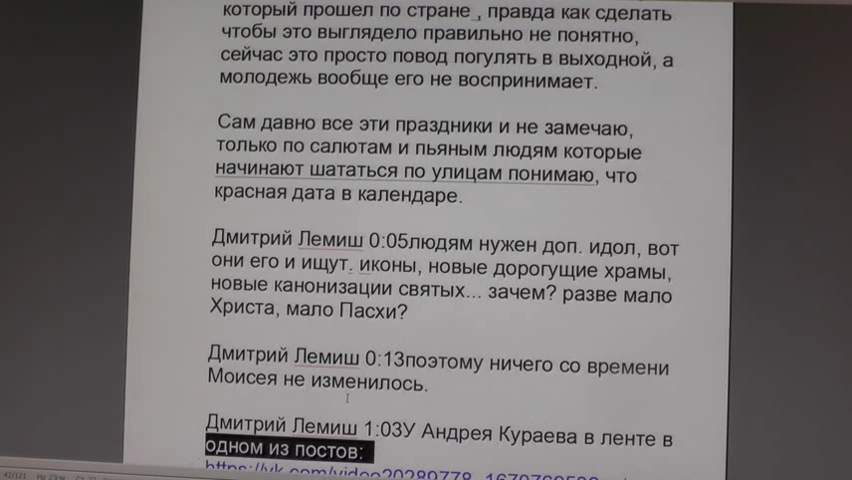 который прошел по стране , правда как сделать
чтобы это выглядело правильно не понятно,
сейчас это просто повод погулять в выходной, а
молодежь вообще его не воспринимает.
Сам давно все эти праздники и не замечаю,
только по салютам и пьяным людям которые
начинают шататься по улицам понимаю, что
красная дата в календаре.
Дмитрий Лемиш 0:05людям нужен доп. идол, вот
они его и ищут. иконы, новые дорогущие храмы,
новые канонизации святых... зачем? разве мало
Христа, мало Пасхи?
Дмитрий Лемиш 0:13поэтому ничего со времени
Моисея не изменилось.
Дмитрий Лемиш 1:03У Андрея Кураева в ленте в
одном из постов: